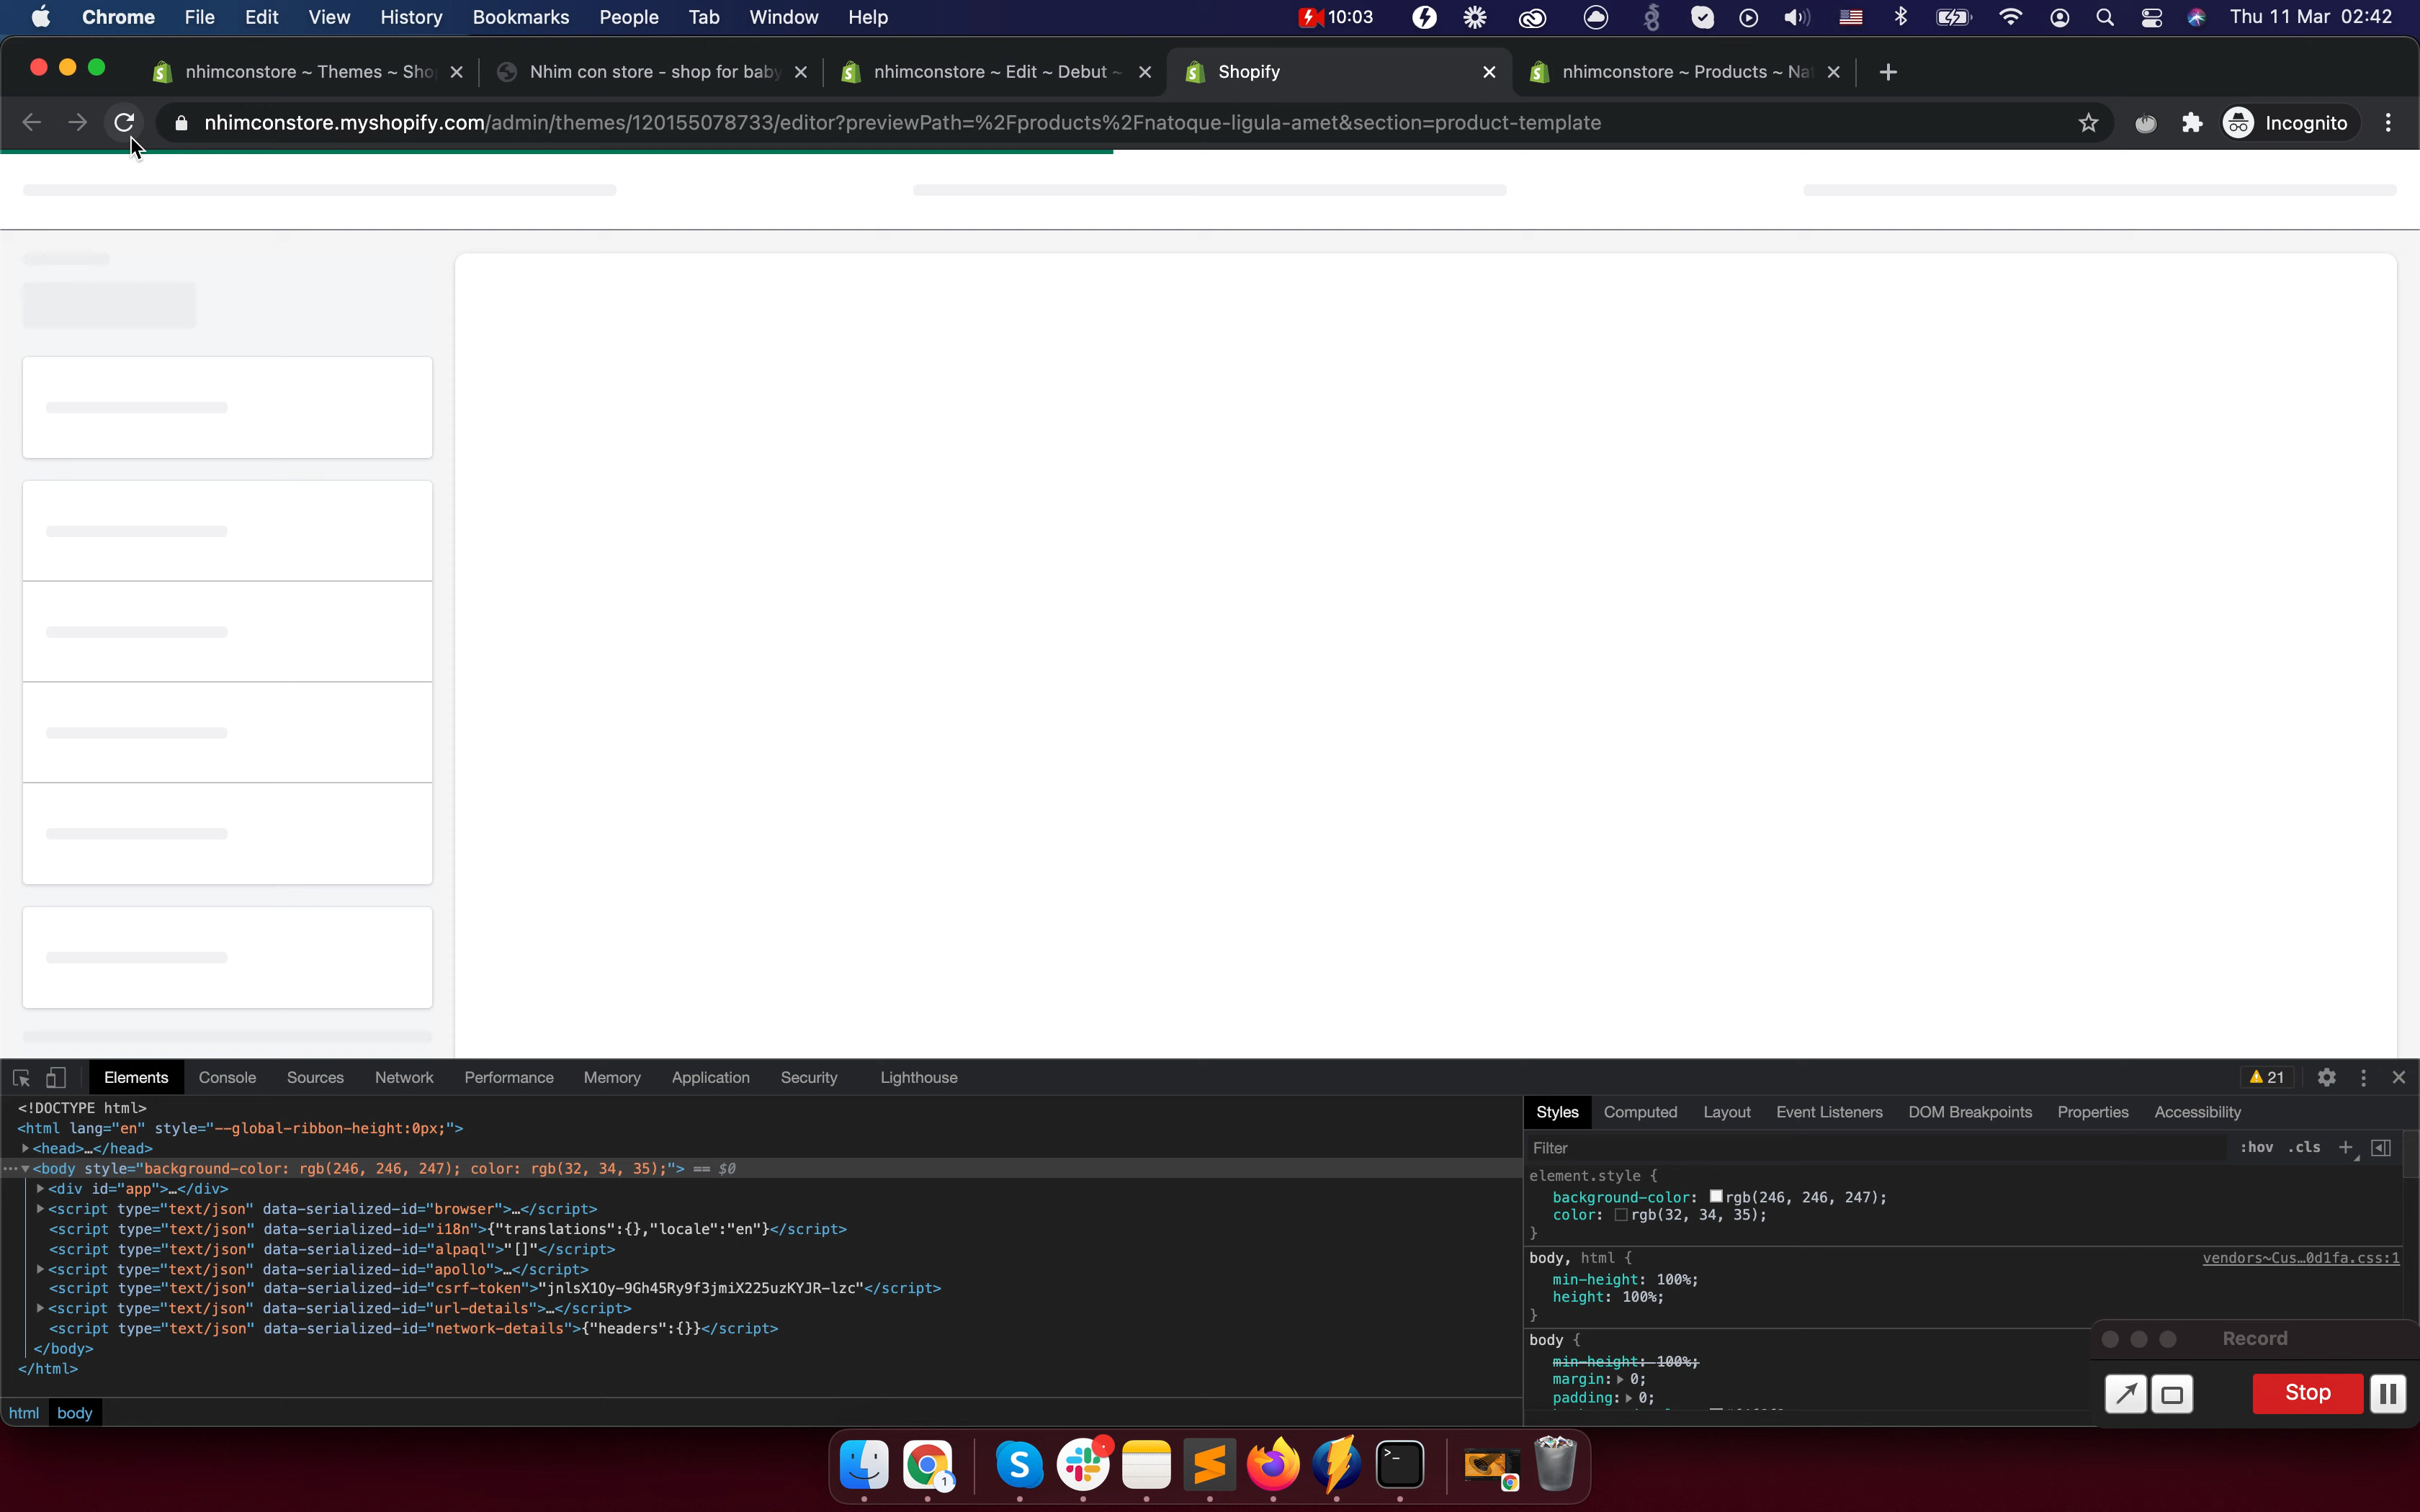 Chrome File Edit View History Bookmarks People Tab Window Help 10:03 Thu 11 Mar 02:42
nhimconstore ~ Themes ~ Sho Nhim con store - shop for baby nhimconstore ~ Edit ~ Debut ~ Shopify nhimconstore ~ Products ~ Na
nhimconstore.myshopify.com/admin/themes/120155078733/editor?previewPath=%2Fproducts%2Fnatoque-ligula-amet&section=product-template Incognito
Elements Console Sources Network Performance Memory Application Security Lighthouse 21
<!DOCTYPE html>
<html lang="en" style="--global-ribbon-height:0px;">
<head>…</head>
<body style="background-color: rgb(246, 246, 247); color: rgb(32, 34, 35);"> == $0
<div id="app">…</div>
<script type="text/json" data-serialized-id="browser">…</script>
<script type="text/json" data-serialized-id="i18n">{"translations":{},"locale":"en"}</script>
<script type="text/json" data-serialized-id="alpaql">"[]"</script>
<script type="text/json" data-serialized-id="apollo">…</script>
<script type="text/json" data-serialized-id="csrf-token">"jnlsX1Oy-9Gh45Ry9f3jmiX225uzKYJR-lzc"</script>
<script type="text/json" data-serialized-id="url-details">…</script>
<script type="text/json" data-serialized-id="network-details">{"headers":{}}</script>
</body>
</html>
html body
Styles Computed Layout Event Listeners DOM Breakpoints Properties Accessibility
Filter :hov .cls
element.style {
background-color: rgb(246, 246, 247);
color: rgb(32, 34, 35);
}
body, html { vendors~Cus…0d1fa.css:1
min-height: 100%;
height: 100%;
}
body {
min-height: 100%;
margin: 0;
padding: 0;
Record
Stop
1